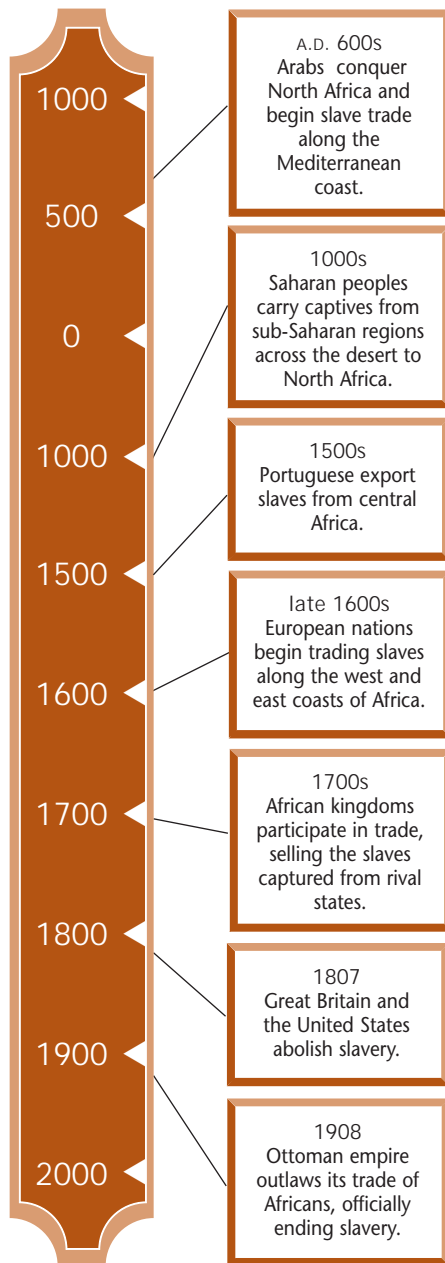 1000
500
0
1000
1500
1600
1700
1800
1900
2000
A.D. 600s
Arabs conquer
North Africa and
begin slave trade
along the
Mediterranean
coast.
1000s
Saharan peoples
carry captives from
sub-Saharan regions
across the desert to
North Africa.
1500s
Portuguese export
slaves from central
Africa.
late 1600s
European nations
begin trading slaves
along the west and
east coasts of Africa.
1700s
African kingdoms
participate in trade,
selling the slaves
captured from rival
states.
1807
Great Britain and
the United States
abolish slavery.
1908
Ottoman empire
outlaws its trade of
Africans, officially
ending slavery.